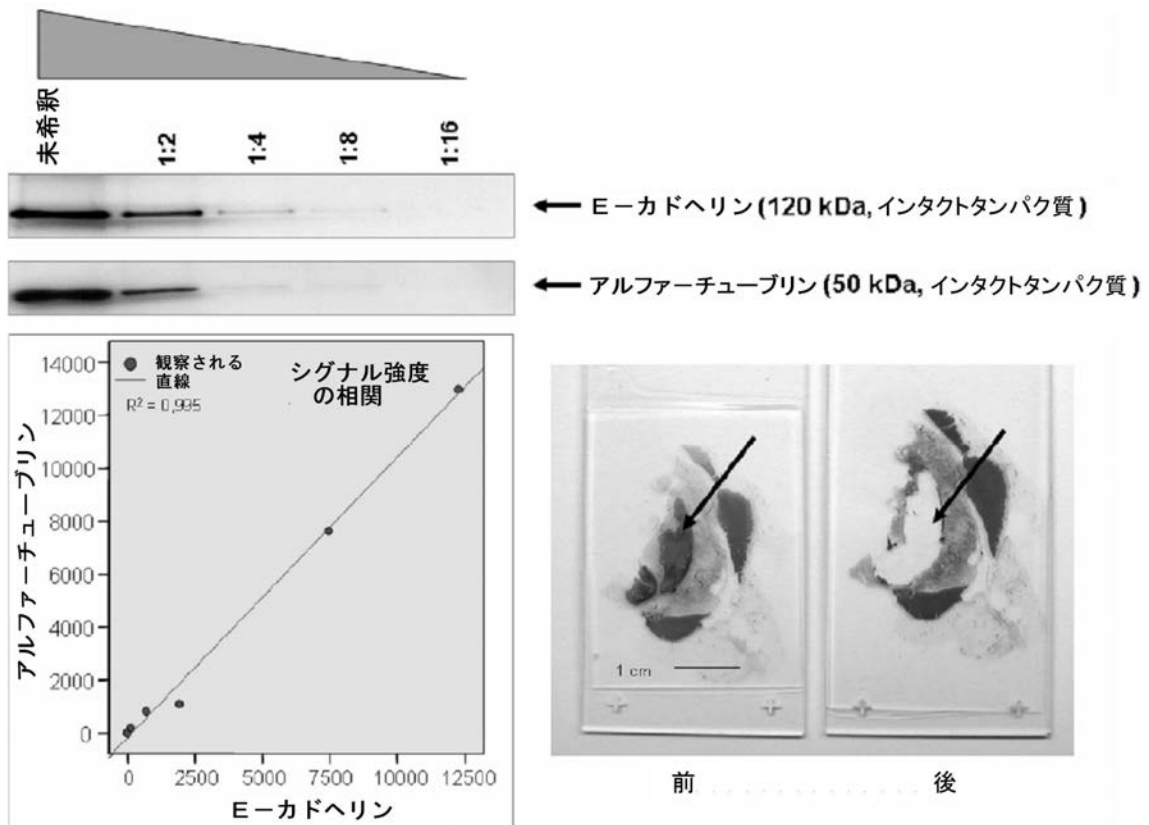 未希釈
1:2
1:4
1:8
1:16
E－カドヘリン (120 kDa, インタクトタンパク質)
アルファーチューブリン (50 kDa, インタクトタンパク質)
観察される
直線
R² = 0,995
シグナル強度
の相関
14000
12000
10000
8000
6000
4000
2000
0
アルファーチューブリン
0
2500
5000
7500
10000
12500
E－カドヘリン
1 cm
前
後